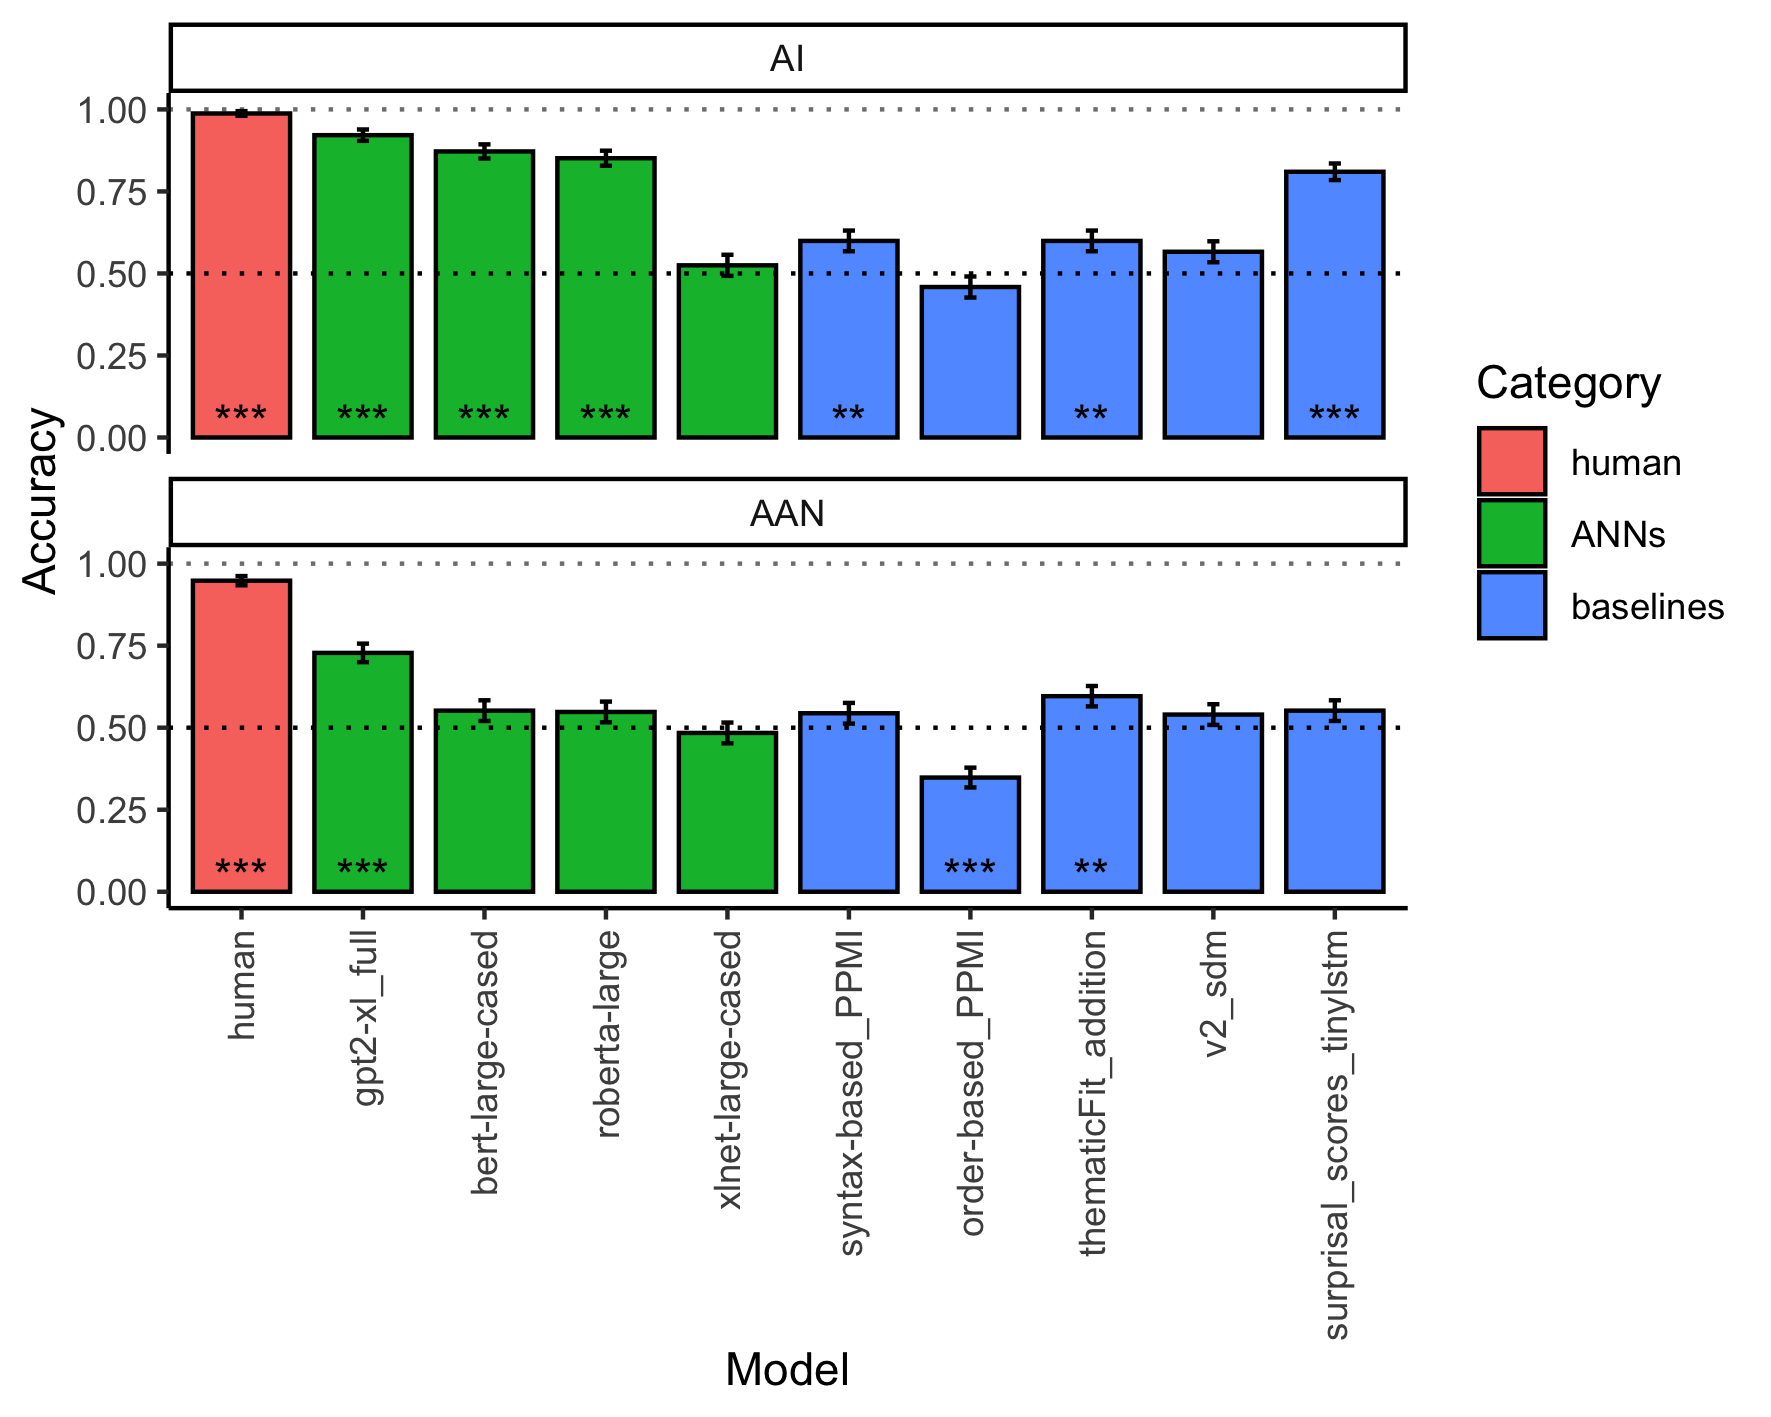 AI
1.00
0.75
0.50
0.25
0.00
*** *** *** *** ** ** ***
AAN
1.00
0.75
0.50
0.25
0.00
*** *** *** **
Accuracy
human
gpt2-xl_full
bert-large-cased
roberta-large
xlnet-large-cased
syntax-based_PPMI
order-based_PPMI
thematicFit_addition
v2_sdm
surprisal_scores_tinylstm
Model
Category
human
ANNs
baselines